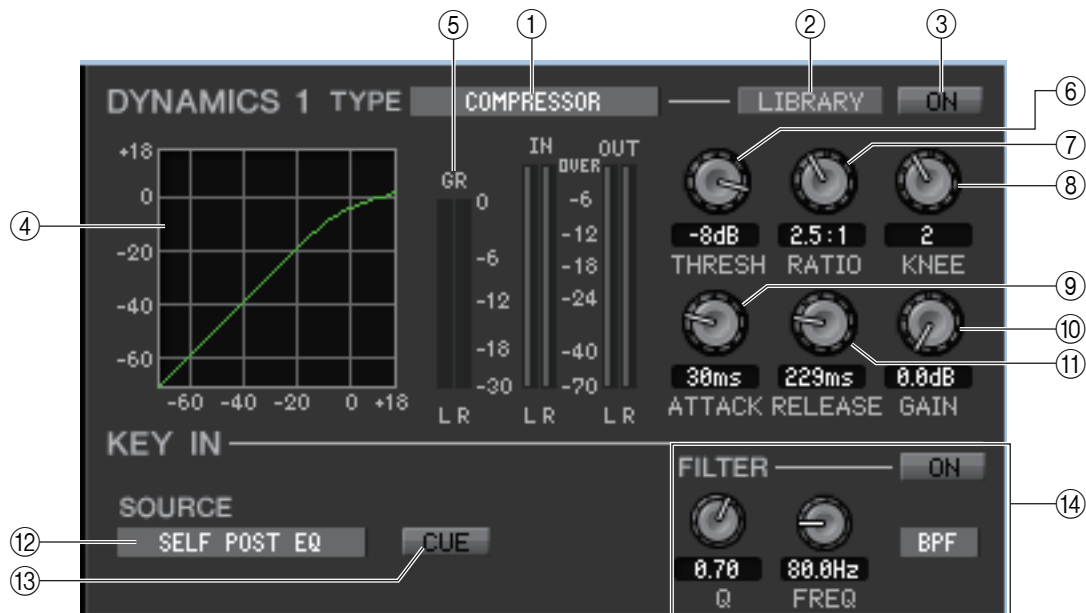 ⑤ ① ② ③
DYNAMICS 1 TYPE COMPRESSOR LIBRARY ON
⑥
⑦
⑧
④
+18
0
-20
-40
-60
-60 -40 -20 0 +18
GR
0
-6
-12
-18
-30
L R
IN OUT
OVER
-6
-12
-18
-24
-40
-70
L R L R
-8dB 2.5:1 2
THRESH RATIO KNEE
⑨
⑩
⑪
30ms 229ms 0.0dB
ATTACK RELEASE GAIN
KEY IN
SOURCE
⑫ SELF POST EQ CUE
⑬
FILTER ON
⑭
BPF
0.70 80.0Hz
Q FREQ